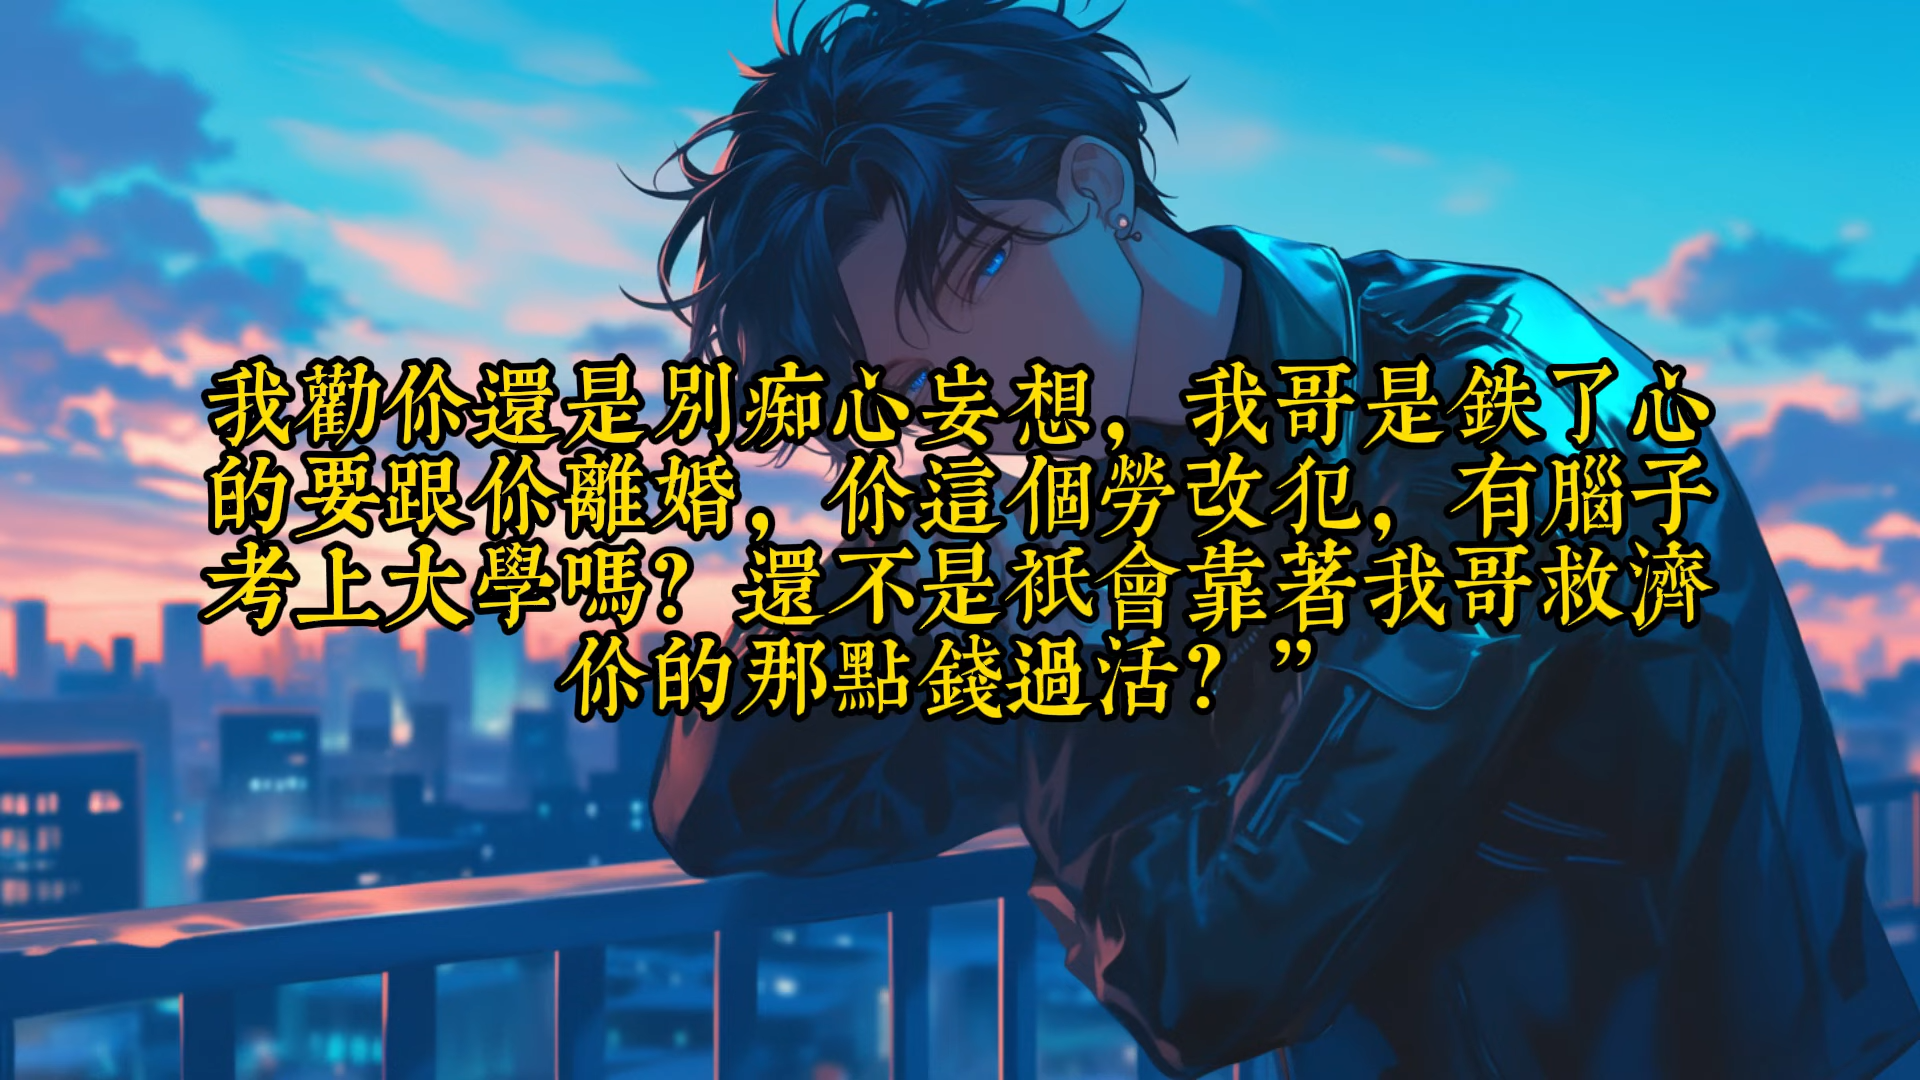 我勸你還是別痴心妄想，我哥是鉄了心
的要跟你離婚，你這個勞改犯，有腦子
考上大學嗎？還不是衹會靠著我哥救濟
你的那點錢過活？”